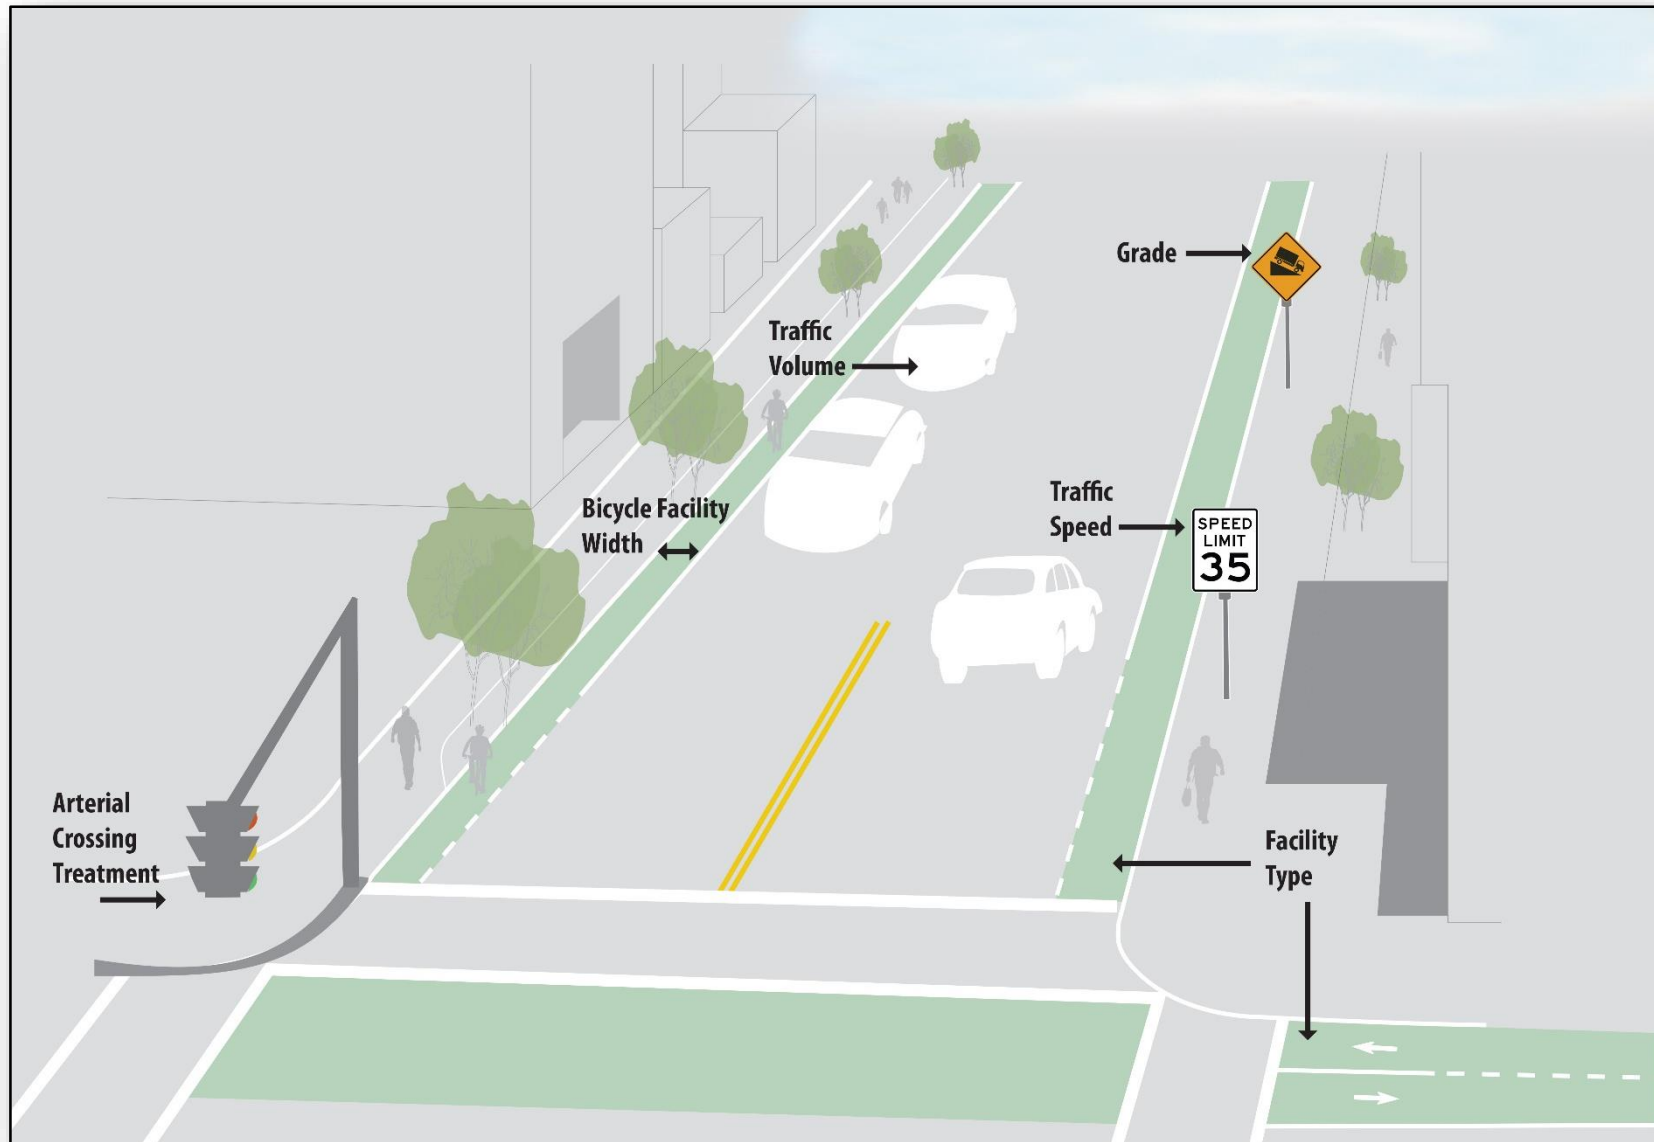 Grade
Traffic
Volume
Traffic
Speed
SPEED
LIMIT
35
Bicycle Facility
Width
Arterial
Crossing
Treatment
Facility
Type